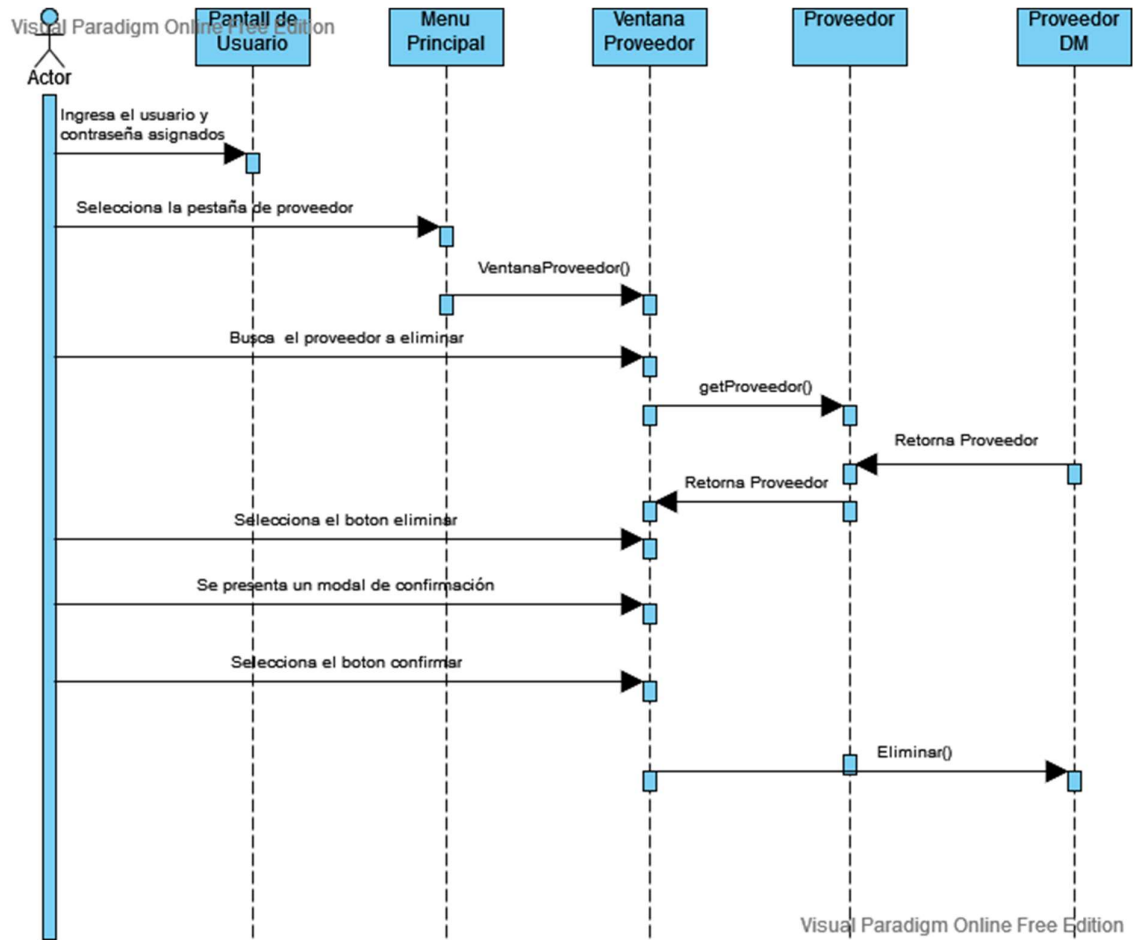 Visual Paradigm Online Free Edition
Pantall de
Usuario
Menu
Principal
Ventana
Proveedor
Proveedor
Proveedor
DM
Actor
Ingresa el usuario y
contraseña asignados
Selecciona la pestaña de proveedor
VentanaProveedor()
Busca el proveedor a eliminar
getProveedor()
Retorna Proveedor
Retorna Proveedor
Selecciona el boton eliminar
Se presenta un modal de confirmación
Selecciona el boton confirmar
Eliminar()
Visual Paradigm Online Free Edition